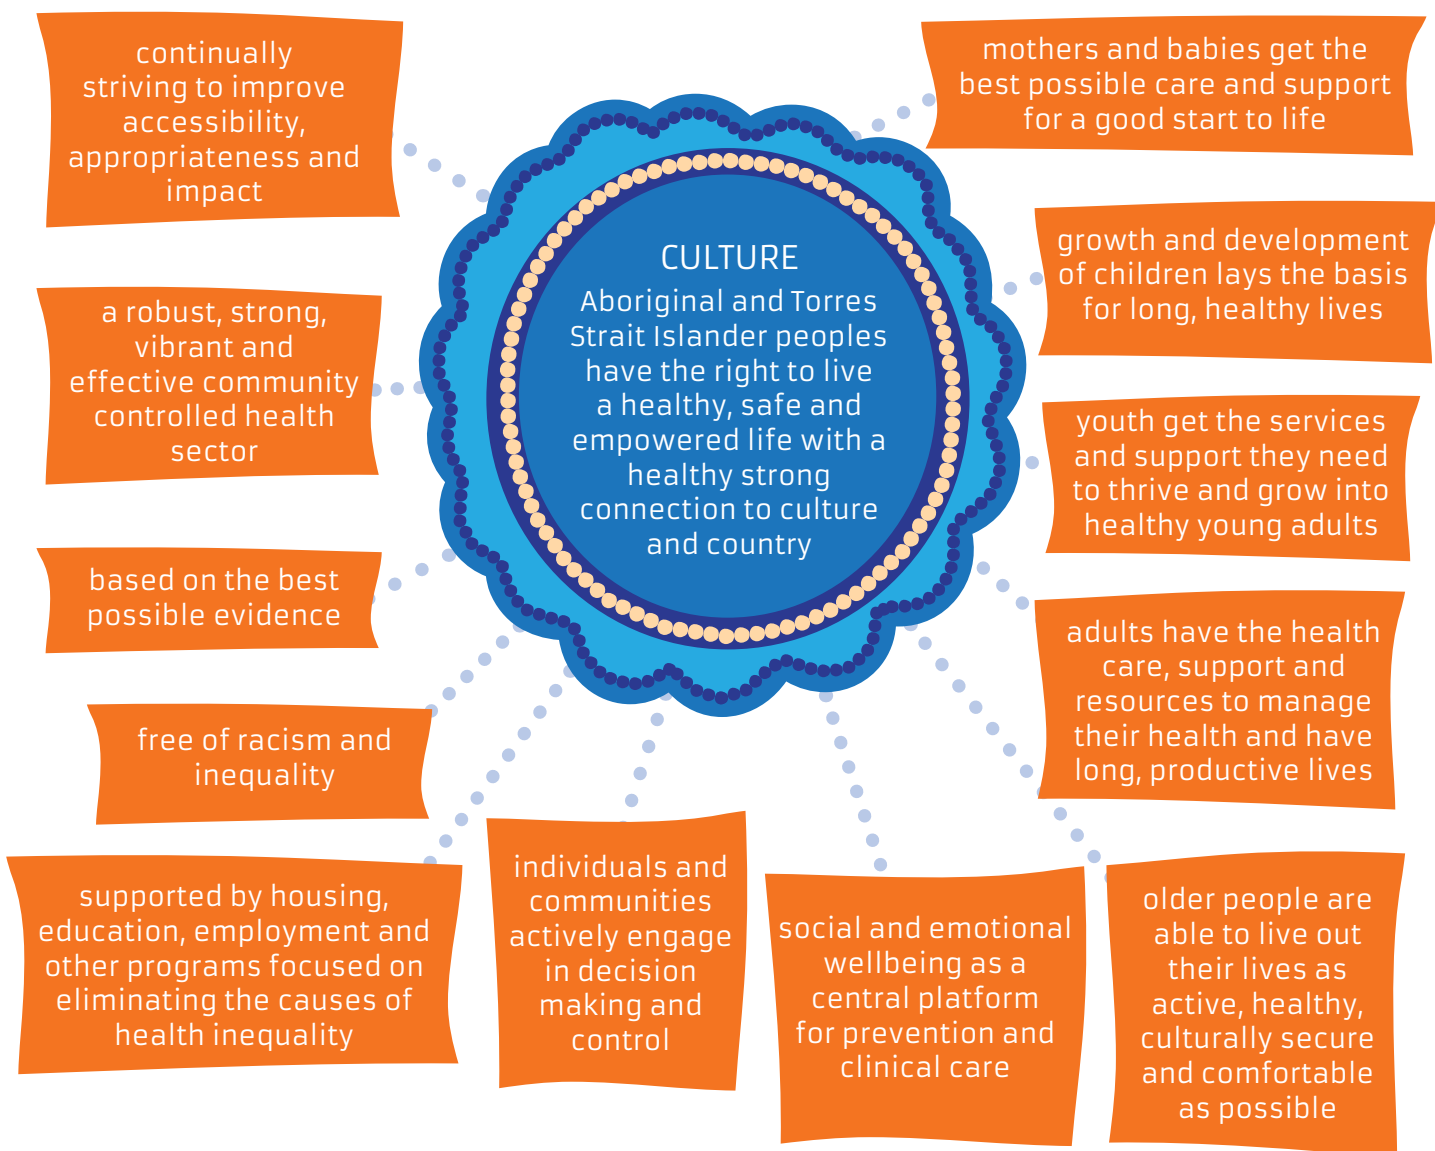 continually
striving to improve
accessibility,
appropriateness and
impact
mothers and babies get the
best possible care and support
for a good start to life
CULTURE
Aboriginal and Torres
Strait Islander peoples
have the right to live
a healthy, safe and
empowered life with a
healthy strong
connection to culture
and country
growth and development
of children lays the basis
for long, healthy lives
a robust, strong,
vibrant and
effective community
controlled health
sector
youth get the services
and support they need
to thrive and grow into
healthy young adults
based on the best
possible evidence
adults have the health
care, support and
resources to manage
their health and have
long, productive lives
free of racism and
inequality
supported by housing,
education, employment and
other programs focused on
eliminating the causes of
health inequality
individuals and
communities
actively engage
in decision
making and
control
social and emotional
wellbeing as a
central platform
for prevention and
clinical care
older people are
able to live out
their lives as
active, healthy,
culturally secure
and comfortable
as possible